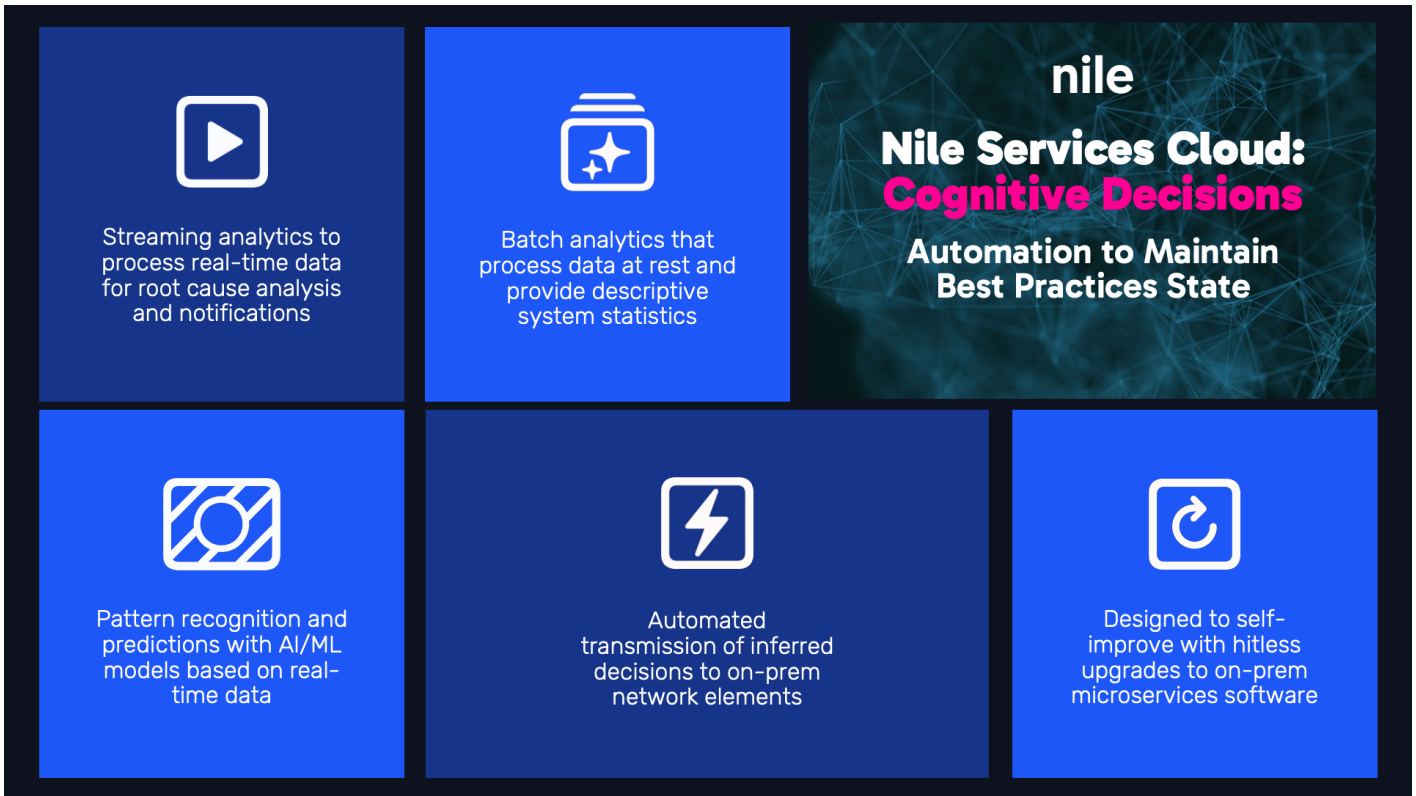 Streaming analytics to
process real-time data
for root cause analysis
and notifications
Batch analytics that
process data at rest and
provide descriptive
system statistics
nile
Nile Services Cloud:
Cognitive Decisions
Automation to Maintain
Best Practices State
Pattern recognition and
predictions with AI/ML
models based on real-
time data
Automated
transmission of inferred
decisions to on-prem
network elements
Designed to self-
improve with hitless
upgrades to on-prem
microservices software